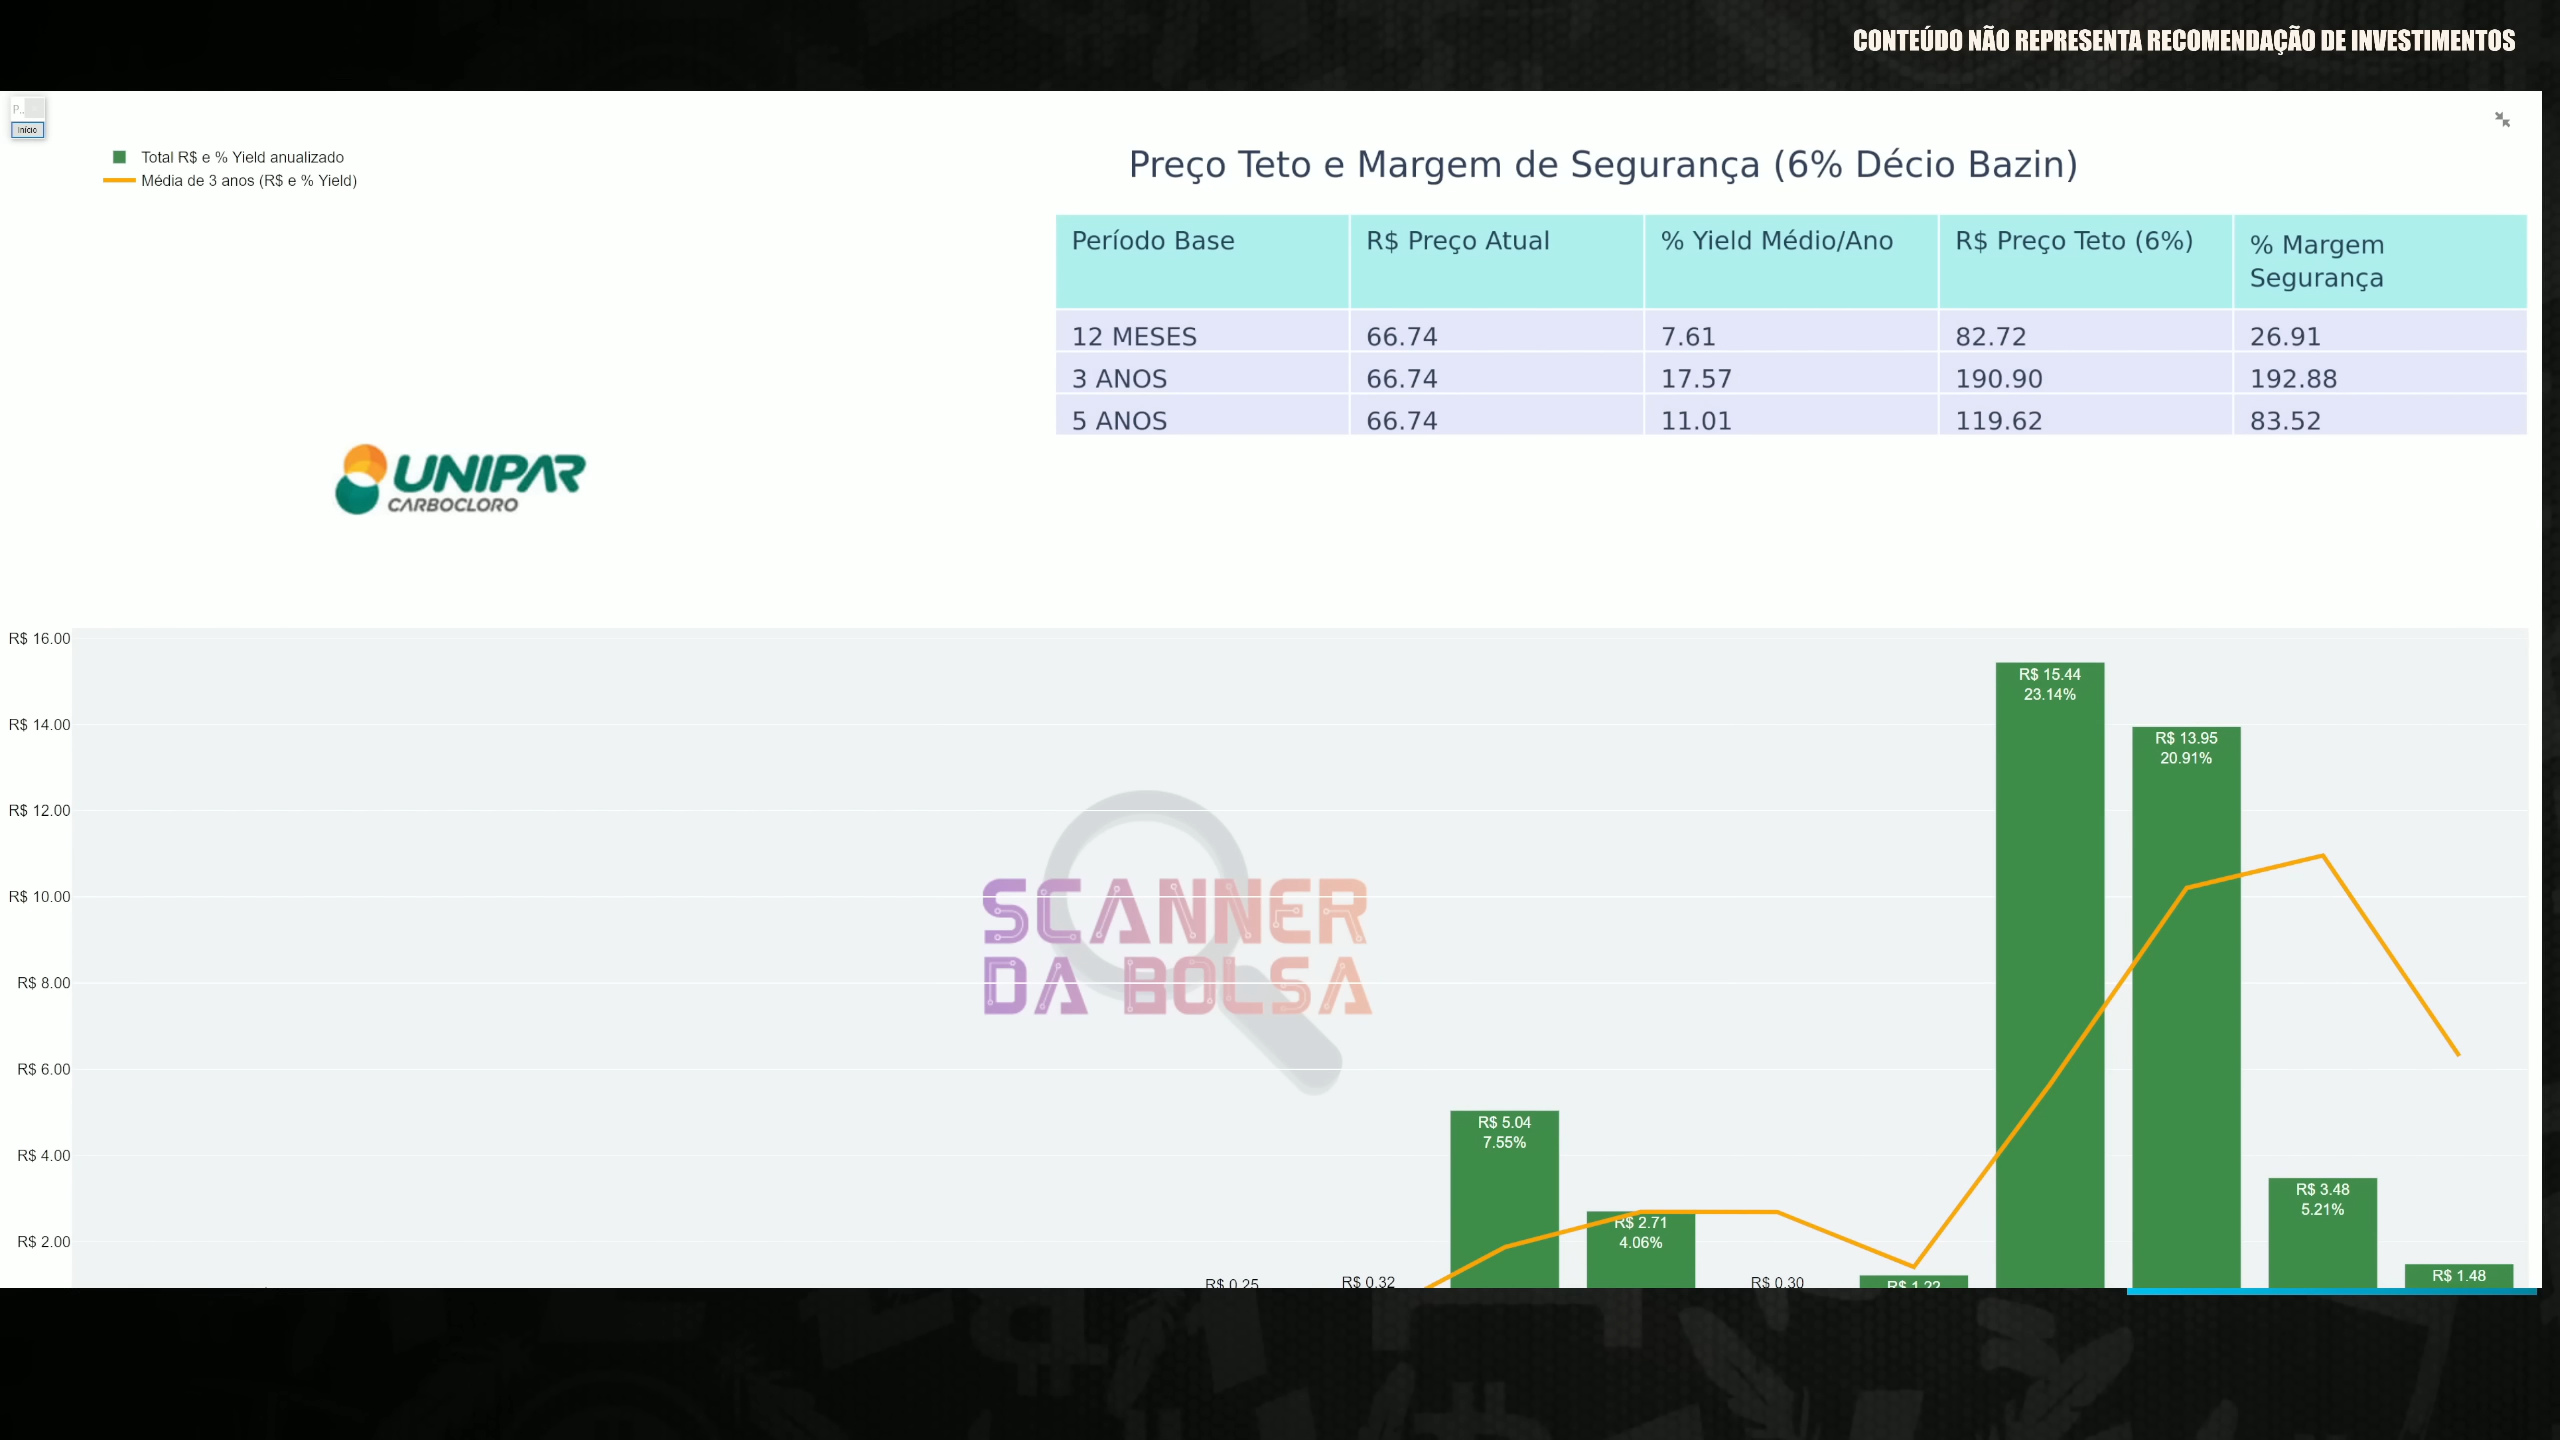 CONTEÚDO NÃO REPRESENTA RECOMENDAÇÃO DE INVESTIMENTOS
P...
Início
Total R$ e % Yield anualizado
Média de 3 anos (R$ e % Yield)
Preço Teto e Margem de Segurança (6% Décio Bazin)
Período Base R$ Preço Atual % Yield Médio/Ano R$ Preço Teto (6%) % Margem Segurança
12 MESES 66.74 7.61 82.72 26.91
3 ANOS 66.74 17.57 190.90 192.88
5 ANOS 66.74 11.01 119.62 83.52
UNIPAR
CARBOCLORO
R$ 16.00
R$ 14.00
R$ 12.00
R$ 10.00
R$ 8.00
R$ 6.00
R$ 4.00
R$ 2.00
SCANNER
DA BOLSA
R$ 0.25
R$ 0.32
R$ 5.04
7.55%
R$ 2.71
4.06%
R$ 0.30
R$ 1.22
R$ 15.44
23.14%
R$ 13.95
20.91%
R$ 3.48
5.21%
R$ 1.48